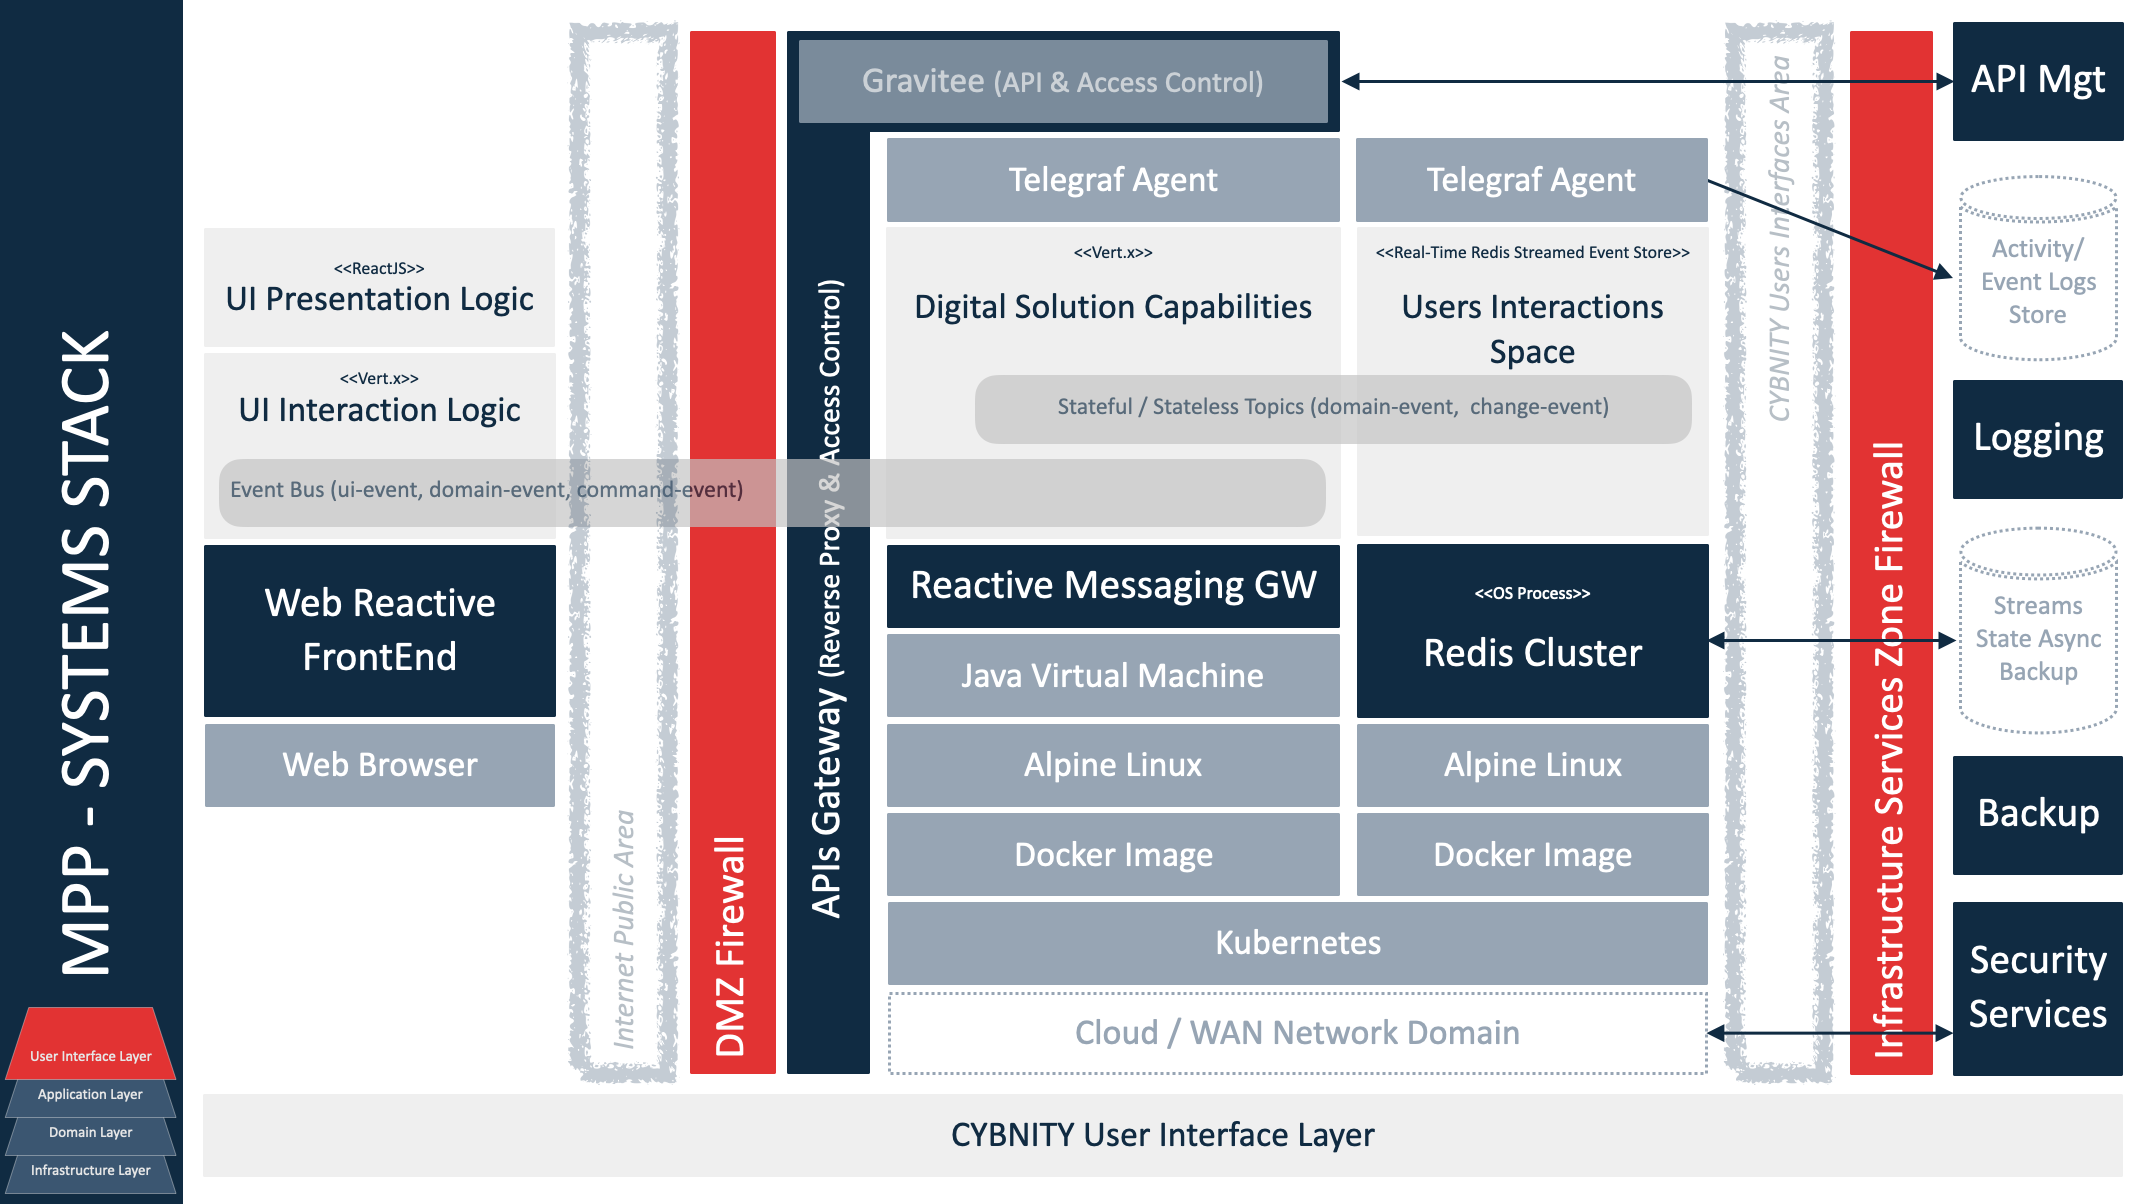 MPP - SYSTEMS STACK
User Interface Layer
Application Layer
Domain Layer
Infrastructure Layer
<<ReactJS>>
UI Presentation Logic
<<Vert.x>>
UI Interaction Logic
Event Bus (ui-event, domain-event, command-event)
Web Reactive
FrontEnd
Web Browser
Internet Public Area
DMZ Firewall
APIs Gateway (Reverse Proxy & Access Control)
Gravitee (API & Access Control)
Telegraf Agent
<<Vert.x>>
Digital Solution Capabilities
Reactive Messaging GW
Java Virtual Machine
Alpine Linux
Docker Image
Telegraf Agent
<<Real-Time Redis Streamed Event Store>>
Users Interactions
Space
Stateful / Stateless Topics (domain-event, change-event)
<<OS Process>>
Redis Cluster
Alpine Linux
Docker Image
Kubernetes
Cloud / WAN Network Domain
CYBNITY Users Interfaces Area
Infrastructure Services Zone Firewall
API Mgt
Activity/
Event Logs
Store
Logging
Streams
State Async
Backup
Backup
Security
Services
CYBNITY User Interface Layer